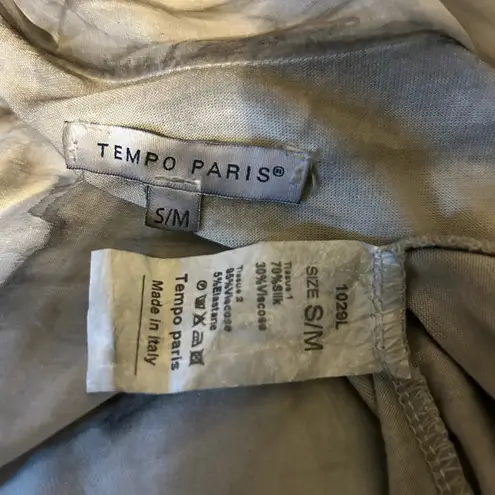 TEMPO PARIS®
S/M
1029L
SIZE S/M
Tissue 1
70%Silk
30%Viscose
Tissue 2
95%Viscose
5%Elastane
Tempo paris
Made in Italy